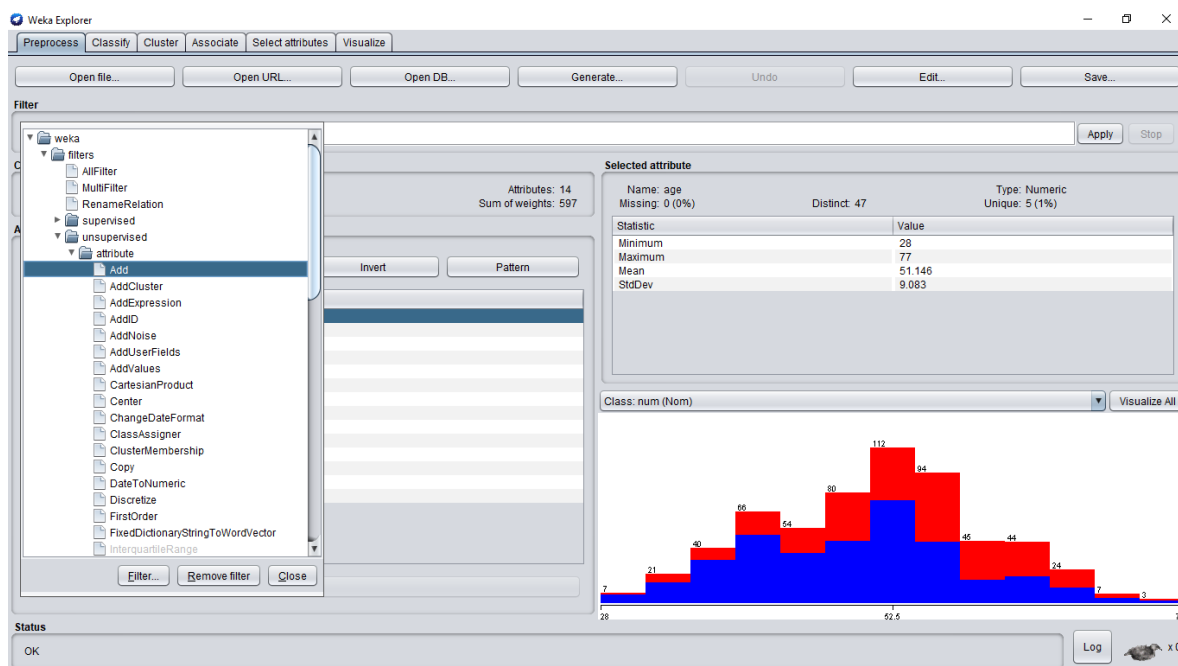 Weka Explorer
Preprocess Classify Cluster Associate Select attributes Visualize
Open file... Open URL... Open DB... Generate... Undo Edit... Save...
Filter
Apply Stop
weka
filters
AllFilter
MultiFilter
RenameRelation
supervised
unsupervised
attribute
Add
AddCluster
AddExpression
AddID
AddNoise
AddUserFields
AddValues
CartesianProduct
Center
ChangeDateFormat
ClassAssigner
ClusterMembership
Copy
DateToNumeric
Discretize
FirstOrder
FixedDictionaryStringToWordVector
InterquartileRange
Filter... Remove filter Close
Attributes: 14
Sum of weights: 597
Invert Pattern
Selected attribute
Name: age Type: Numeric
Missing: 0 (0%) Distinct: 47 Unique: 5 (1%)
Statistic Value
Minimum 28
Maximum 77
Mean 51.146
StdDev 9.083
Class: num (Nom) Visualize All
7 21 40 66 54 80 112 94 45 44 24 7 3
28 52.5
Status
OK
Log